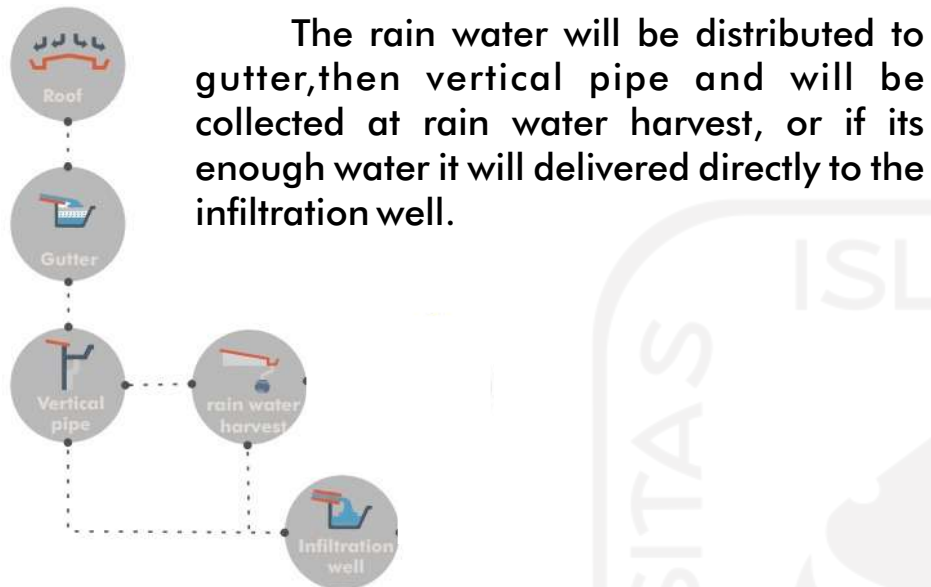 The rain water will be distributed to
gutter,then vertical pipe and will be
collected at rain water harvest, or if its
enough water it will delivered directly to the
infiltration well.
Roof
Gutter
Vertical
pipe
rain water
harvest
Infiltration
well
ISL
SITAS